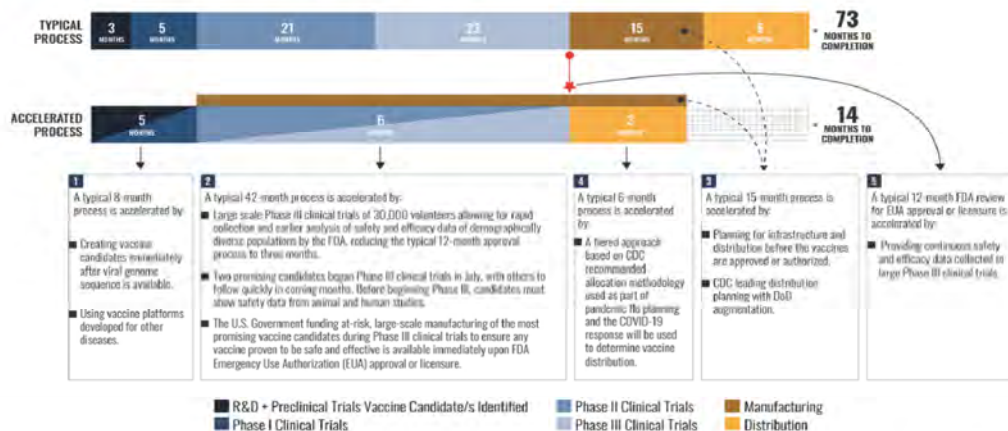 TYPICAL
PROCESS
3
MONTHS
5
MONTHS
21
MONTHS
23
MONTHS
15
MONTHS
6
73
MONTHS TO
COMPLETION
ACCELERATED
PROCESS
5
MONTHS
6
14
MONTHS TO
COMPLETION
1
A typical 8-month
process is accelerated by:
Creating vaccine
candidates immediately
after viral genome
sequence is available.
Using vaccine platforms
developed for other
diseases.
2
A typical 42-month process is accelerated by:
Large scale Phase III clinical trials of 30,000 volunteers allowing for rapid
collection and earlier analysis of safety and efficacy data of demographically
diverse populations by the FDA, reducing the typical 12-month approval
process to three months.
Two promising candidates began Phase III clinical trials in July, with others to
follow quickly in coming months. Before beginning Phase III, candidates must
show safety data from animal and human studies.
The U.S. Government funding at-risk, large-scale manufacturing of the most
promising vaccine candidates during Phase III clinical trials to ensure any
vaccine proven to be safe and effective is available immediately upon FDA
Emergency Use Authorization (EUA) approval or licensure.
4
A typical 6-month
process is accelerated
by:
A tiered approach
based on CDC
recommended
allocation methodology
used as part of
pandemic flu planning
and the COVID-19
response will be used
to determine vaccine
distribution.
3
A typical 15-month process is
accelerated by:
Planning for infrastructure and
distribution before the vaccines
are approved or authorized.
CDC leading distribution
planning with DoD
augmentation.
5
A typical 12-month FDA review
for EUA approval or licensure is
accelerated by:
Providing continuous safety
and efficacy data collected in
large Phase III clinical trials.
R&D + Preclinical Trials Vaccine Candidate/s Identified
Phase I Clinical Trials
Phase II Clinical Trials
Phase III Clinical Trials
Manufacturing
Distribution